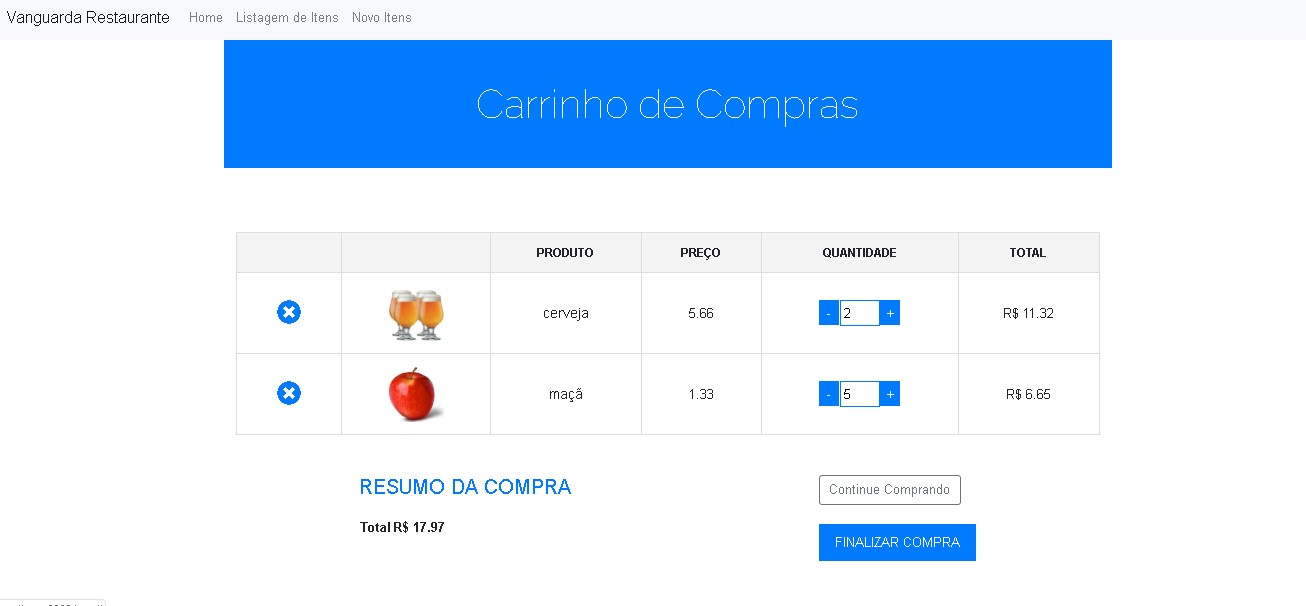 Vanguarda Restaurante Home Listagem de Itens Novo Itens
Carrinho de Compras
PRODUTO PREÇO QUANTIDADE TOTAL
cerveja 5.66 - 2 + R$ 11.32
maçã 1.33 - 5 + R$ 6.65
RESUMO DA COMPRA
Total R$ 17.97
Continue Comprando
FINALIZAR COMPRA